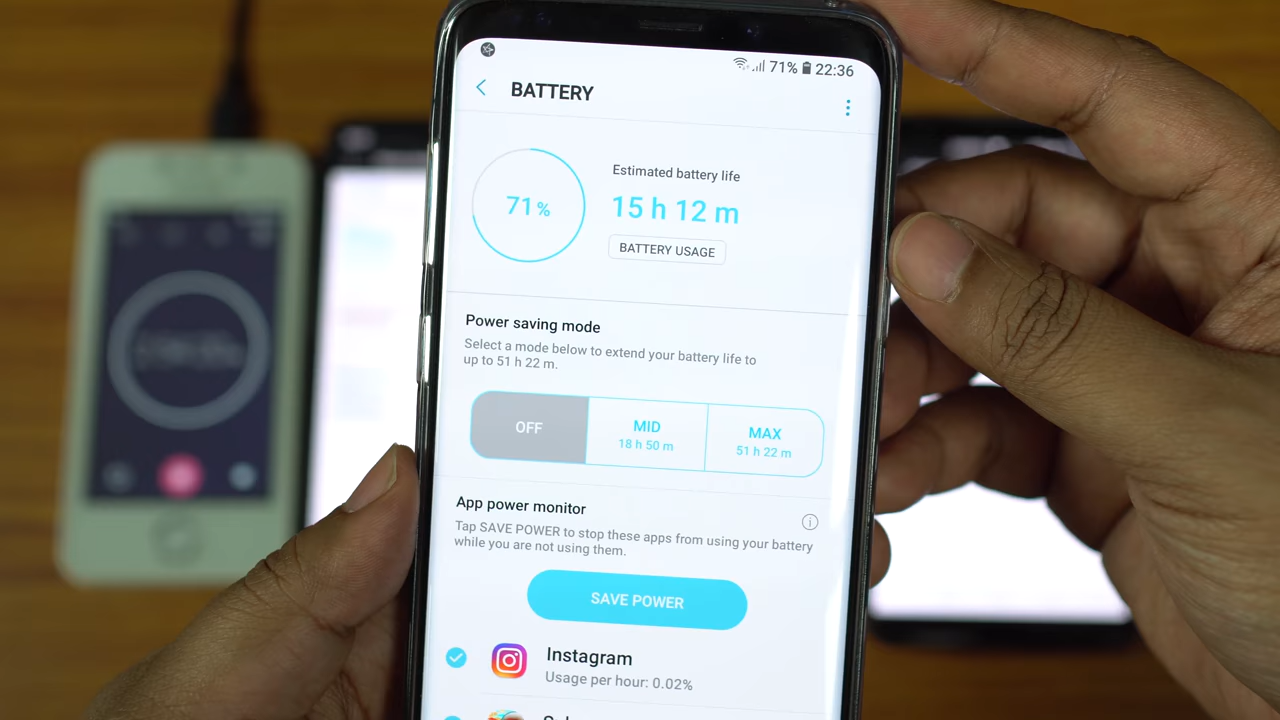 71% 22:36
BATTERY
71%
Estimated battery life
15 h 12 m
BATTERY USAGE
Power saving mode
Select a mode below to extend your battery life to
up to 51 h 22 m.
OFF
MID
18 h 50 m
MAX
51 h 22 m
App power monitor
Tap SAVE POWER to stop these apps from using your battery
while you are not using them.
SAVE POWER
Instagram
Usage per hour: 0.02%